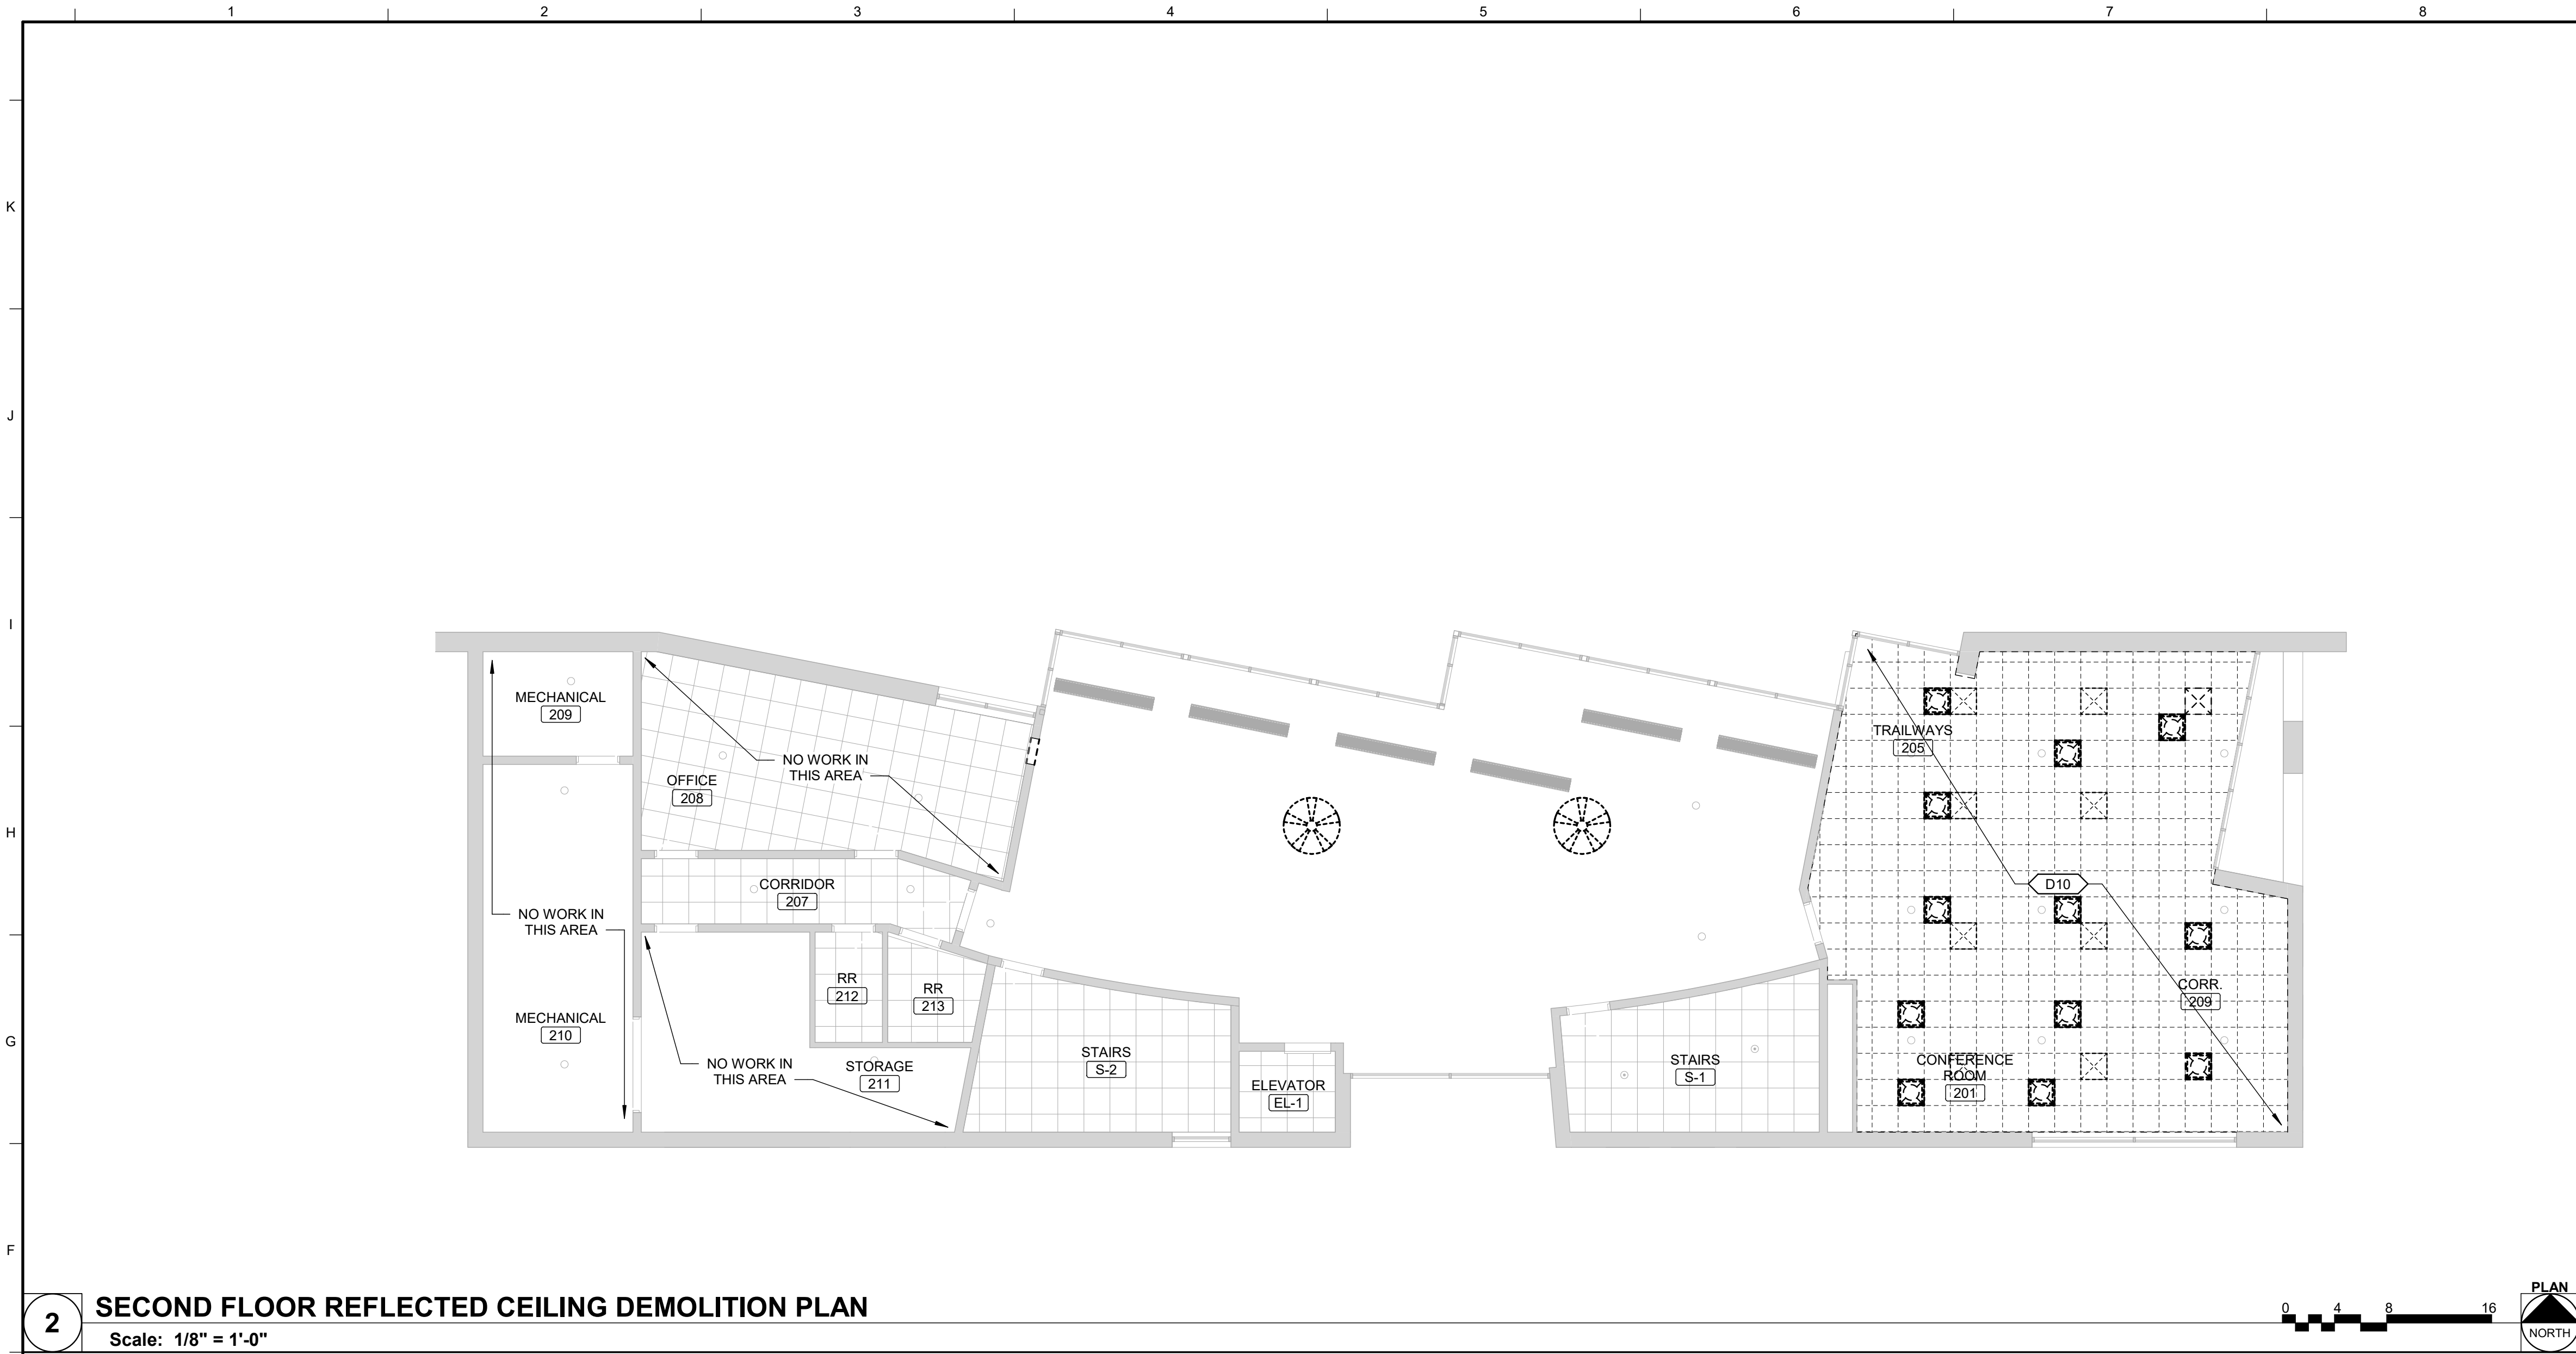 1 2 3 4 5 6 7 8
K
J
I
H
G
F
MECHANICAL
209
NO WORK IN
THIS AREA
MECHANICAL
210
OFFICE
208
NO WORK IN
THIS AREA
CORRIDOR
207
RR
212
RR
213
NO WORK IN
THIS AREA
STORAGE
211
STAIRS
S-2
ELEVATOR
EL-1
STAIRS
S-1
TRAILWAYS
205
D10
CORR.
209
CONFERENCE
ROOM
201
2
SECOND FLOOR REFLECTED CEILING DEMOLITION PLAN
Scale: 1/8" = 1'-0"
0 4 8 16
PLAN
NORTH